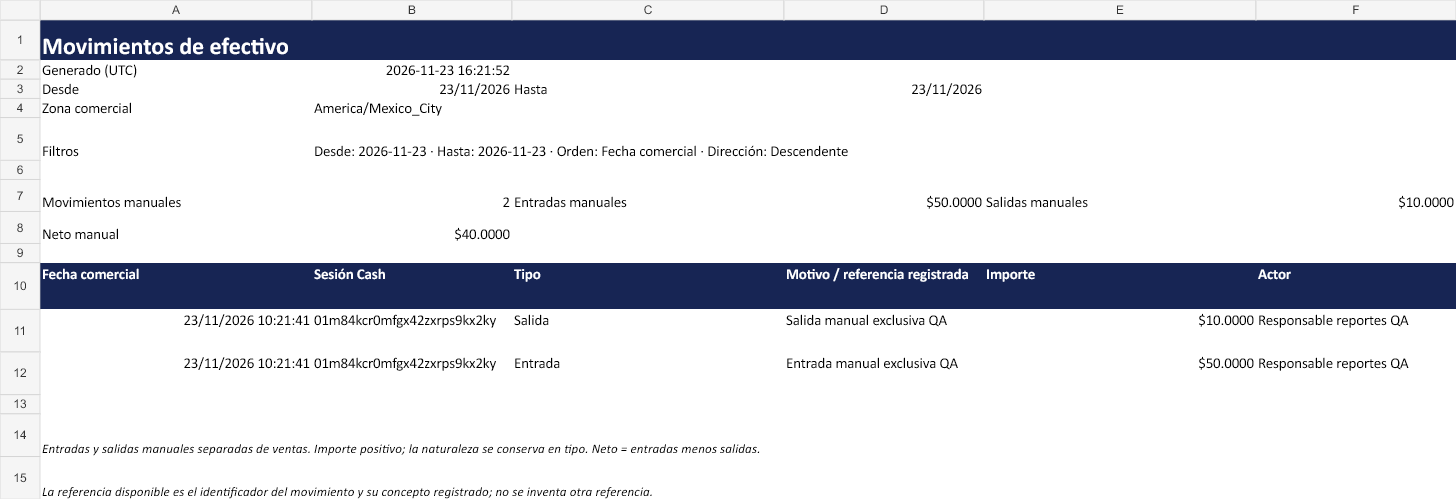 A B C D E F
1 Movimientos de efectivo
2 Generado (UTC) 2026-11-23 16:21:52
3 Desde 23/11/2026 Hasta 23/11/2026
4 Zona comercial America/Mexico_City
5 Filtros Desde: 2026-11-23 · Hasta: 2026-11-23 · Orden: Fecha comercial · Dirección: Descendente
6
7 Movimientos manuales 2 Entradas manuales $50.0000 Salidas manuales $10.0000
8 Neto manual $40.0000
9
10 Fecha comercial Sesión Cash Tipo Motivo / referencia registrada Importe Actor
11 23/11/2026 10:21:41 01m84kcr0mfgx42zxrps9kx2ky Salida Salida manual exclusiva QA $10.0000 Responsable reportes QA
12 23/11/2026 10:21:41 01m84kcr0mfgx42zxrps9kx2ky Entrada Entrada manual exclusiva QA $50.0000 Responsable reportes QA
13
14 Entradas y salidas manuales separadas de ventas. Importe positivo; la naturaleza se conserva en tipo. Neto = entradas menos salidas.
15 La referencia disponible es el identificador del movimiento y su concepto registrado; no se inventa otra referencia.